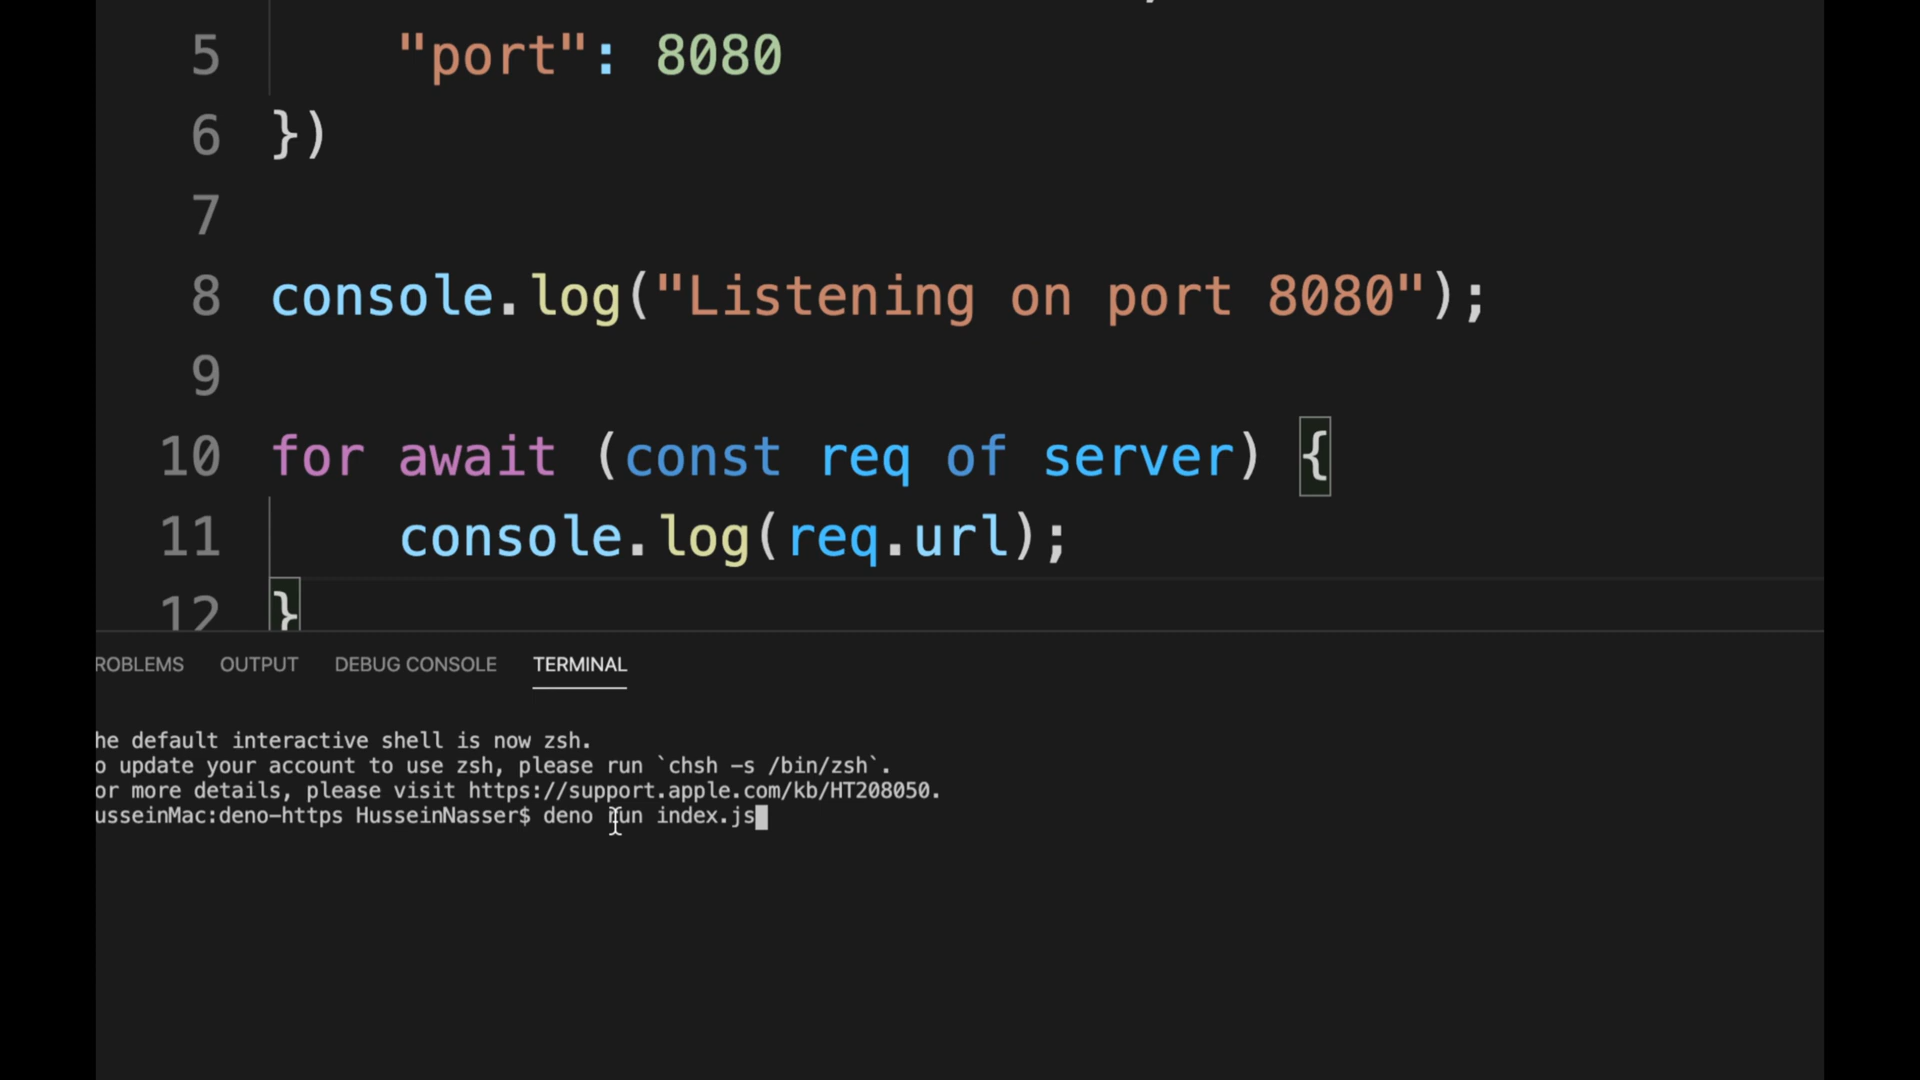 5 "port": 8080
6 })
7
8 console.log("Listening on port 8080");
9
10 for await (const req of server) {
11 console.log(req.url);
12 }
ROBLEMS OUTPUT DEBUG CONSOLE TERMINAL
he default interactive shell is now zsh.
o update your account to use zsh, please run `chsh -s /bin/zsh`.
or more details, please visit https://support.apple.com/kb/HT208050.
usseinMac:deno-https HusseinNasser$ deno run index.js